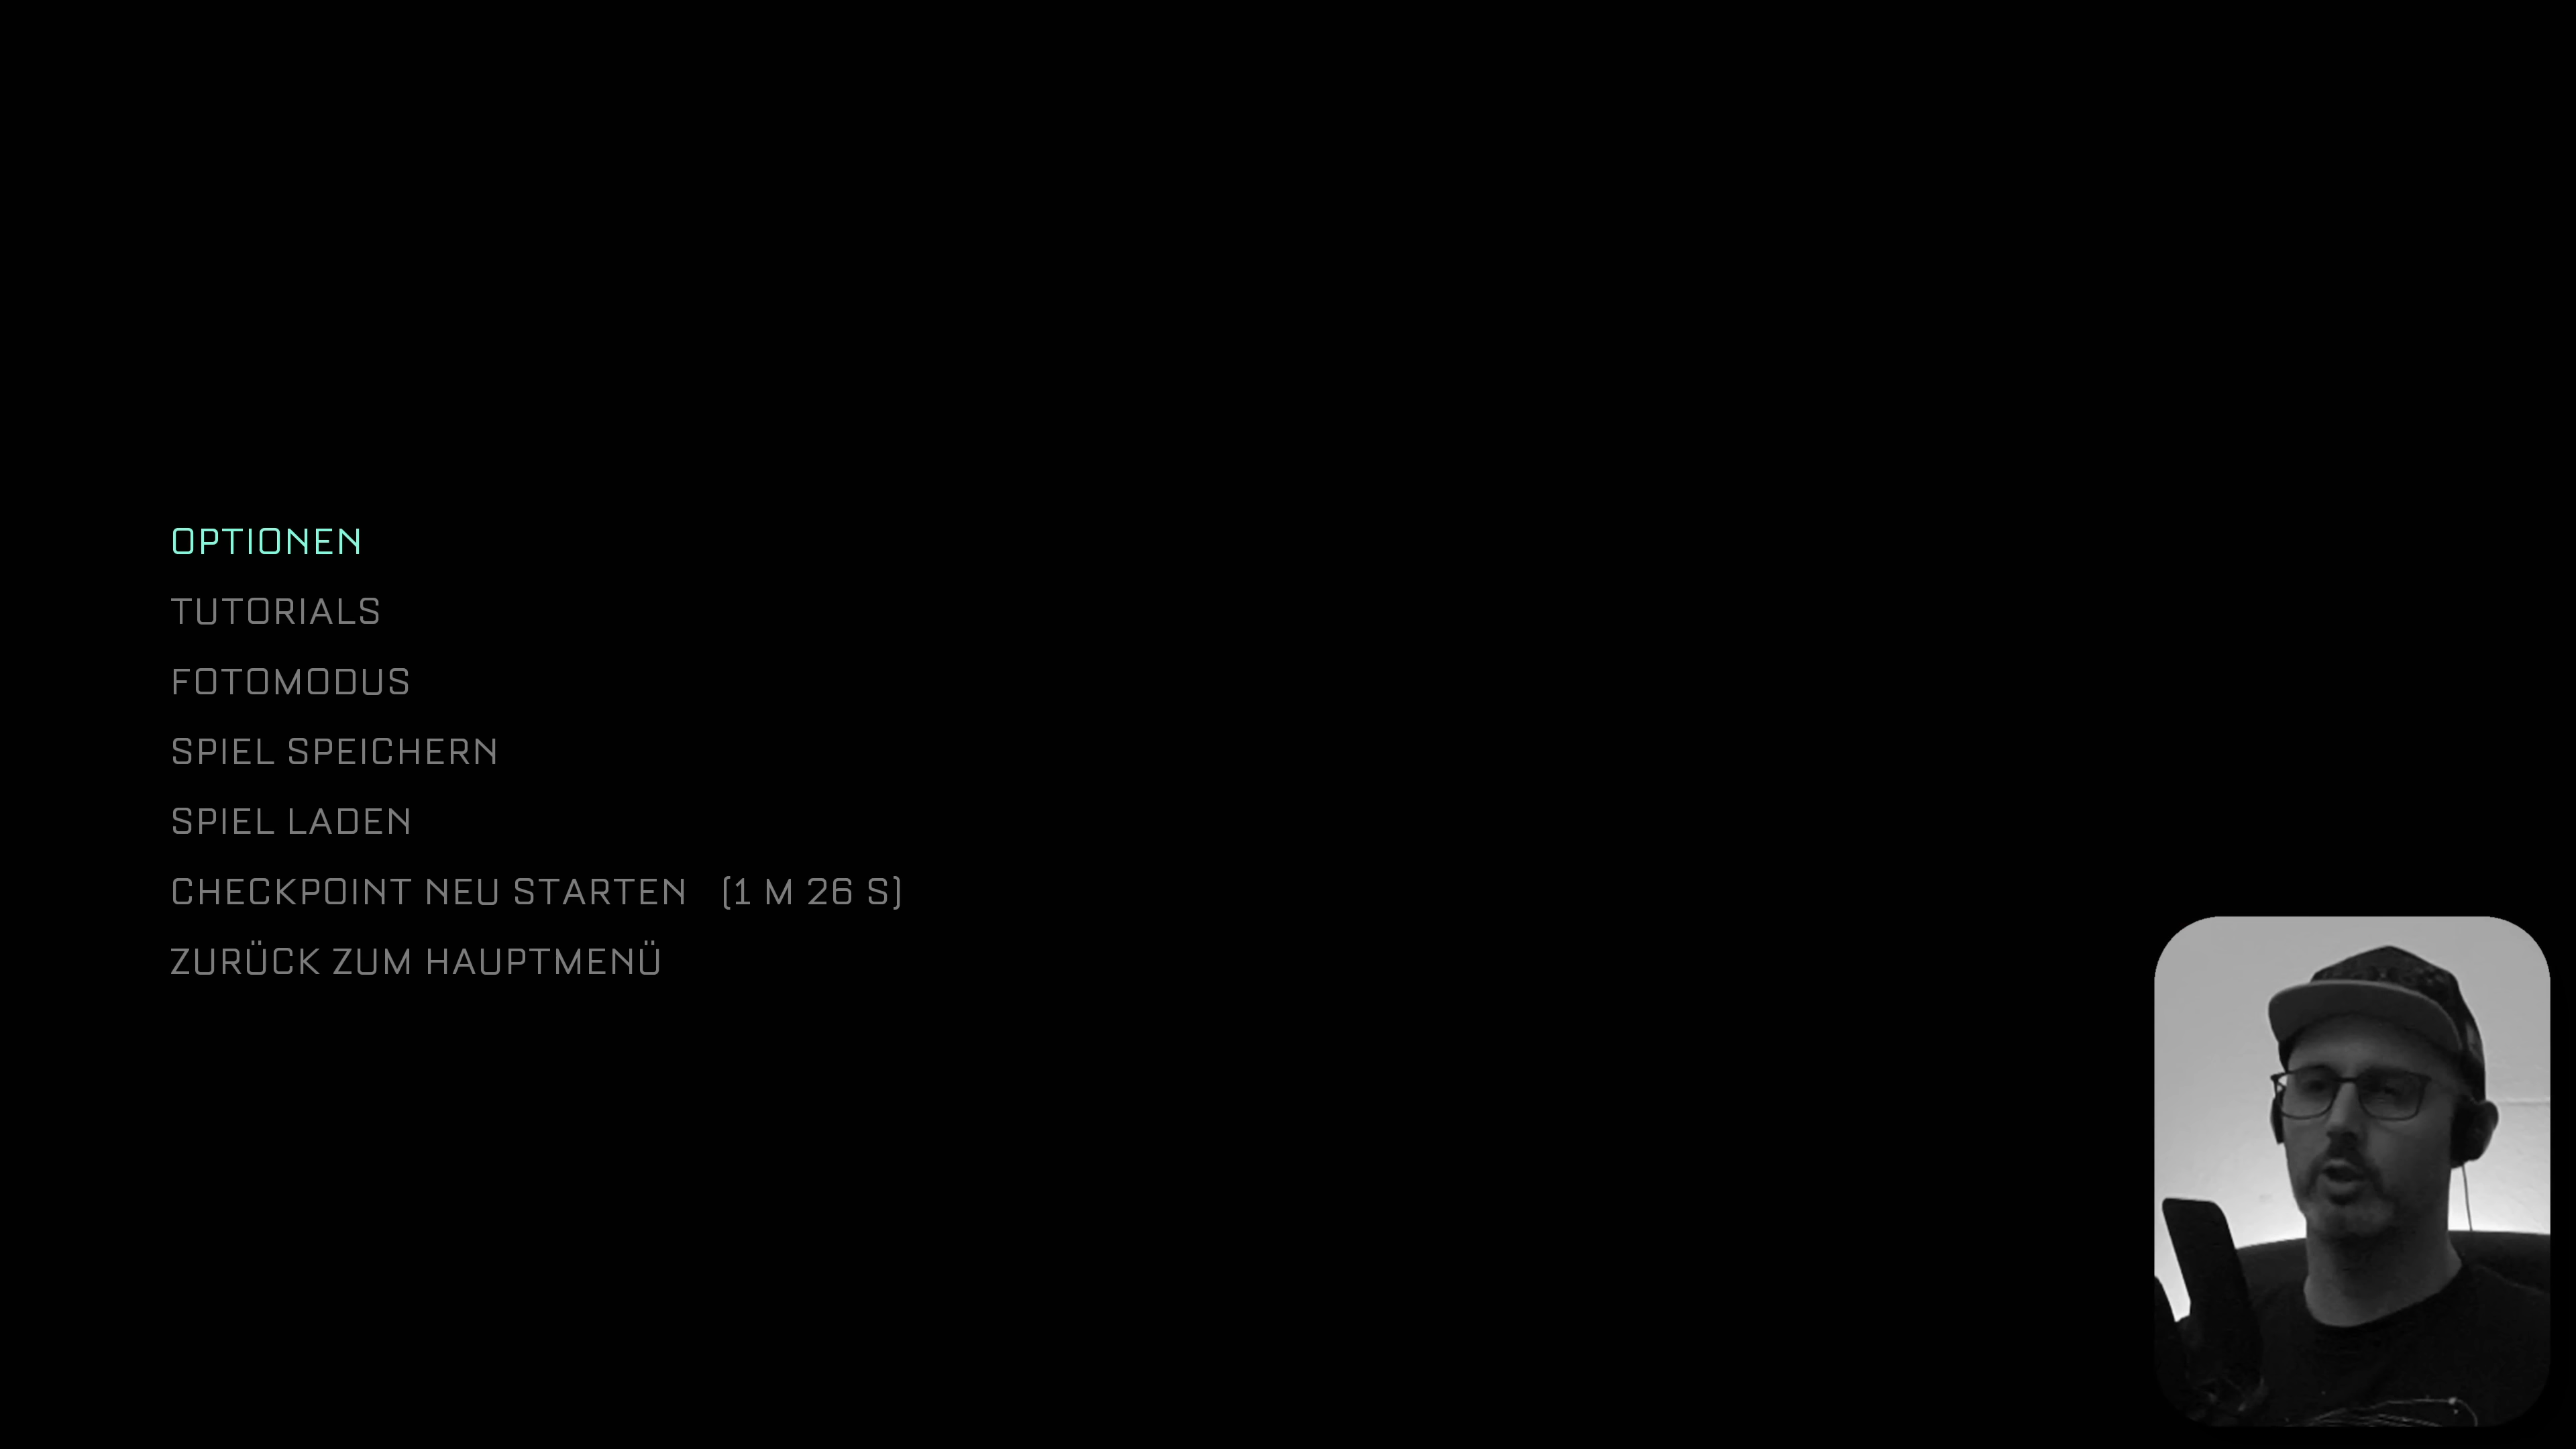 OPTIONEN
TUTORIALS
FOTOMODUS
SPIEL SPEICHERN
SPIEL LADEN
CHECKPOINT NEU STARTEN (1 M 26 S)
ZURÜCK ZUM HAUPTMENÜ